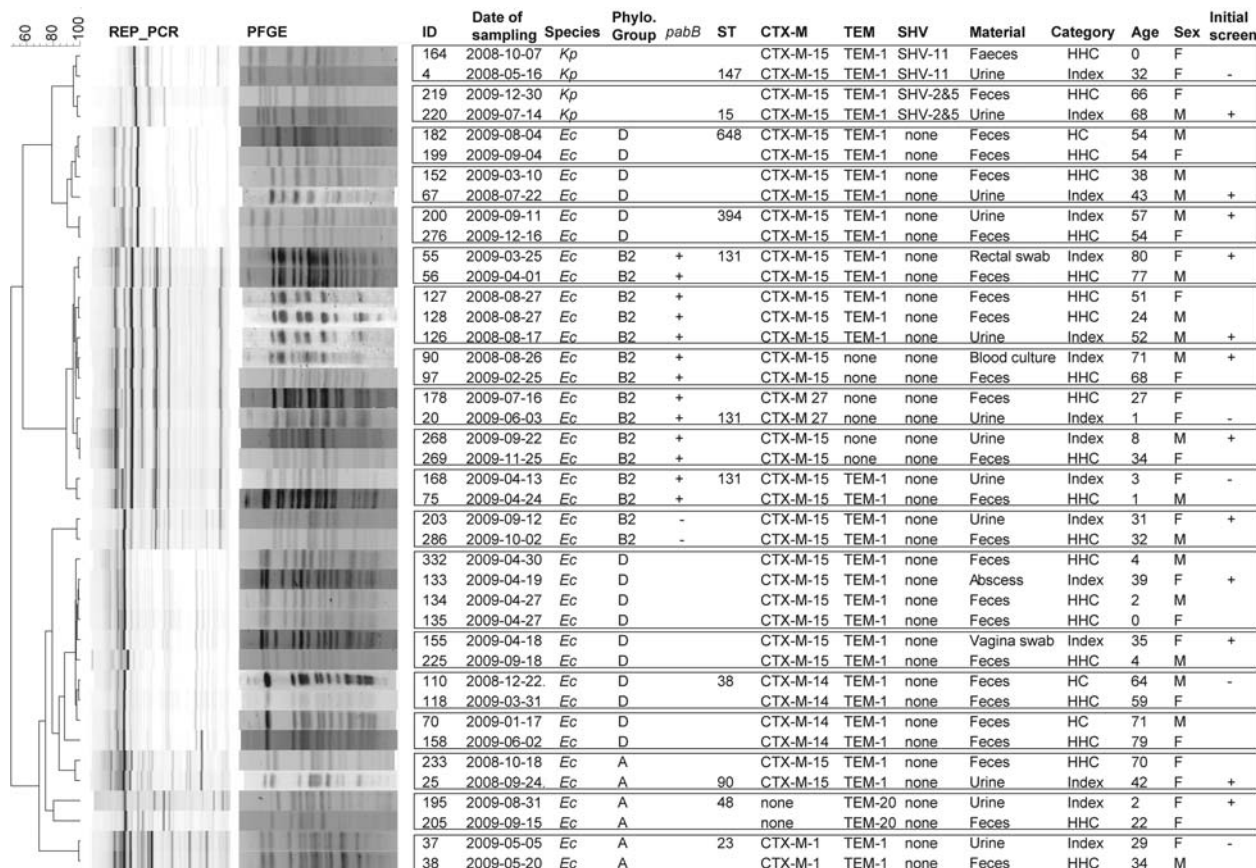 60 80 100
REP_PCR PFGE ID Date of sampling Species Phylo. Group pabB ST CTX-M TEM SHV Material Category Age Sex Initial screen
164 2008-10-07 Kp CTX-M-15 TEM-1 SHV-11 Faeces HHC 0 F
4 2008-05-16 Kp 147 CTX-M-15 TEM-1 SHV-11 Urine Index 32 F -
219 2009-12-30 Kp CTX-M-15 TEM-1 SHV-2&5 Feces HHC 66 F
220 2009-07-14 Kp 15 CTX-M-15 TEM-1 SHV-2&5 Urine Index 68 M +
182 2009-08-04 Ec D 648 CTX-M-15 TEM-1 none Feces HC 54 M
199 2009-09-04 Ec D CTX-M-15 TEM-1 none Feces HHC 54 F
152 2009-03-10 Ec D CTX-M-15 TEM-1 none Feces HHC 38 M
67 2008-07-22 Ec D CTX-M-15 TEM-1 none Urine Index 43 M +
200 2009-09-11 Ec D 394 CTX-M-15 TEM-1 none Urine Index 57 M +
276 2009-12-16 Ec D CTX-M-15 TEM-1 none Feces HHC 54 F
55 2009-03-25 Ec B2 + 131 CTX-M-15 TEM-1 none Rectal swab Index 80 F +
56 2009-04-01 Ec B2 + CTX-M-15 TEM-1 none Feces HHC 77 M
127 2008-08-27 Ec B2 + CTX-M-15 TEM-1 none Feces HHC 51 F
128 2008-08-27 Ec B2 + CTX-M-15 TEM-1 none Feces HHC 24 M
126 2008-08-17 Ec B2 + CTX-M-15 TEM-1 none Urine Index 52 M +
90 2008-08-26 Ec B2 + CTX-M-15 none none Blood culture Index 71 M +
97 2009-02-25 Ec B2 + CTX-M-15 none none Feces HHC 68 F
178 2009-07-16 Ec B2 + CTX-M 27 none none Feces HHC 27 F
20 2009-06-03 Ec B2 + 131 CTX-M 27 none none Urine Index 1 F -
268 2009-09-22 Ec B2 + CTX-M-15 none none Urine Index 8 M +
269 2009-11-25 Ec B2 + CTX-M-15 none none Feces HHC 34 F
168 2009-04-13 Ec B2 + 131 CTX-M-15 TEM-1 none Urine Index 3 F -
75 2009-04-24 Ec B2 + CTX-M-15 TEM-1 none Feces HHC 1 M
203 2009-09-12 Ec B2 - CTX-M-15 TEM-1 none Urine Index 31 F +
286 2009-10-02 Ec B2 - CTX-M-15 TEM-1 none Feces HHC 32 M
332 2009-04-30 Ec D CTX-M-15 TEM-1 none Feces HHC 4 M
133 2009-04-19 Ec D CTX-M-15 TEM-1 none Abscess Index 39 F +
134 2009-04-27 Ec D CTX-M-15 TEM-1 none Feces HHC 2 M
135 2009-04-27 Ec D CTX-M-15 TEM-1 none Feces HHC 0 F
155 2009-04-18 Ec D CTX-M-15 TEM-1 none Vagina swab Index 35 F +
225 2009-09-18 Ec D CTX-M-15 TEM-1 none Feces HHC 4 M
110 2008-12-22. Ec D 38 CTX-M-14 TEM-1 none Feces HC 64 M -
118 2009-03-31 Ec D CTX-M-14 TEM-1 none Feces HHC 59 F
70 2009-01-17 Ec D CTX-M-14 TEM-1 none Feces HC 71 M
158 2009-06-02 Ec D CTX-M-14 TEM-1 none Feces HHC 79 F
233 2008-10-18 Ec A CTX-M-15 TEM-1 none Feces HHC 70 F
25 2008-09-24. Ec A 90 CTX-M-15 TEM-1 none Urine Index 42 F +
195 2009-08-31 Ec A 48 none TEM-20 none Urine Index 2 F +
205 2009-09-15 Ec A none TEM-20 none Feces HHC 22 F
37 2009-05-05 Ec A 23 CTX-M-1 TEM-1 none Urine Index 29 F -
38 2009-05-20 Ec A CTX-M-1 TEM-1 none Feces HHC 34 M